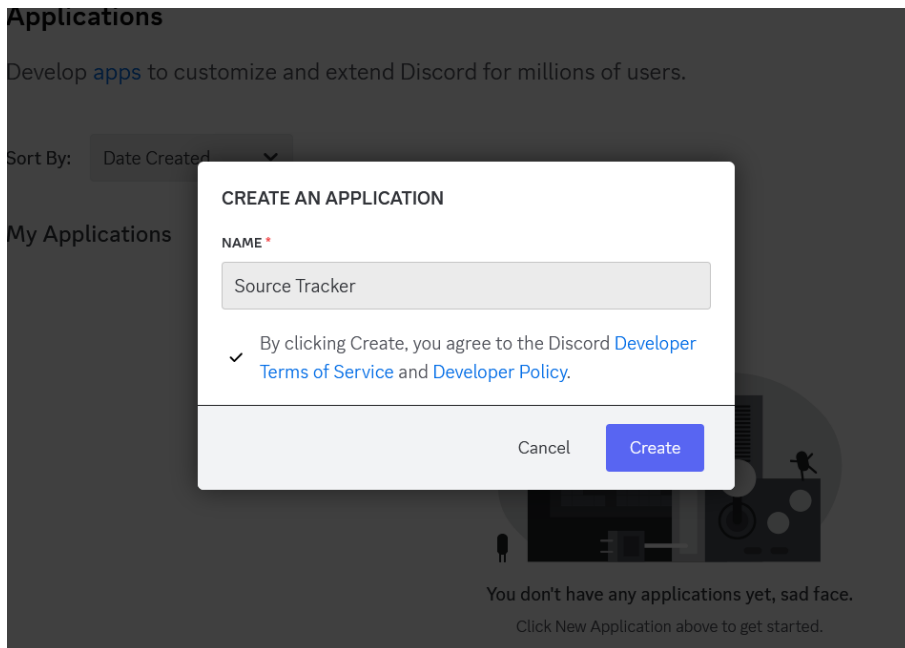 Applications
Develop apps to customize and extend Discord for millions of users.
Sort By:
Date Created
My Applications
CREATE AN APPLICATION
NAME *
Source Tracker
By clicking Create, you agree to the Discord Developer
Terms of Service and Developer Policy.
Cancel
Create
You don't have any applications yet, sad face.
Click New Application above to get started.